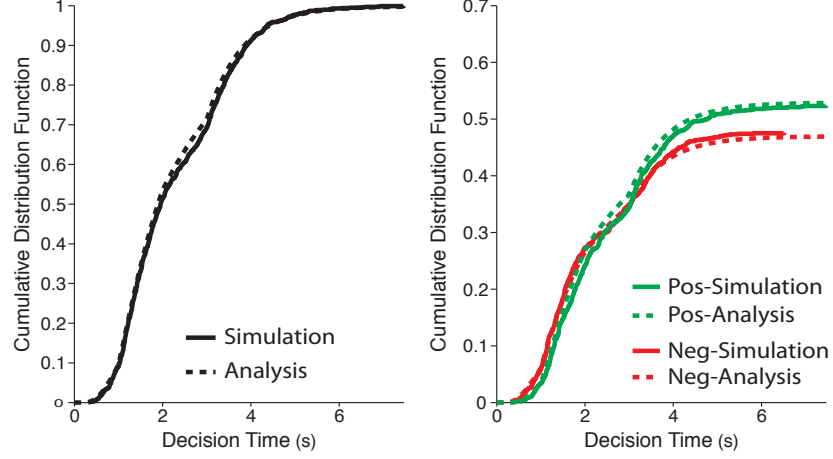 Cumulative Distribution Function
1
0.9
0.8
0.7
0.6
0.5
0.4
0.3
0.2
0.1
0
0 2 4 6
Decision Time (s)
Simulation
Analysis
Cumulative Distribution Function
0.7
0.6
0.5
0.4
0.3
0.2
0.1
0
0 2 4 6
Decision Time (s)
Pos-Simulation
Pos-Analysis
Neg-Simulation
Neg-Analysis